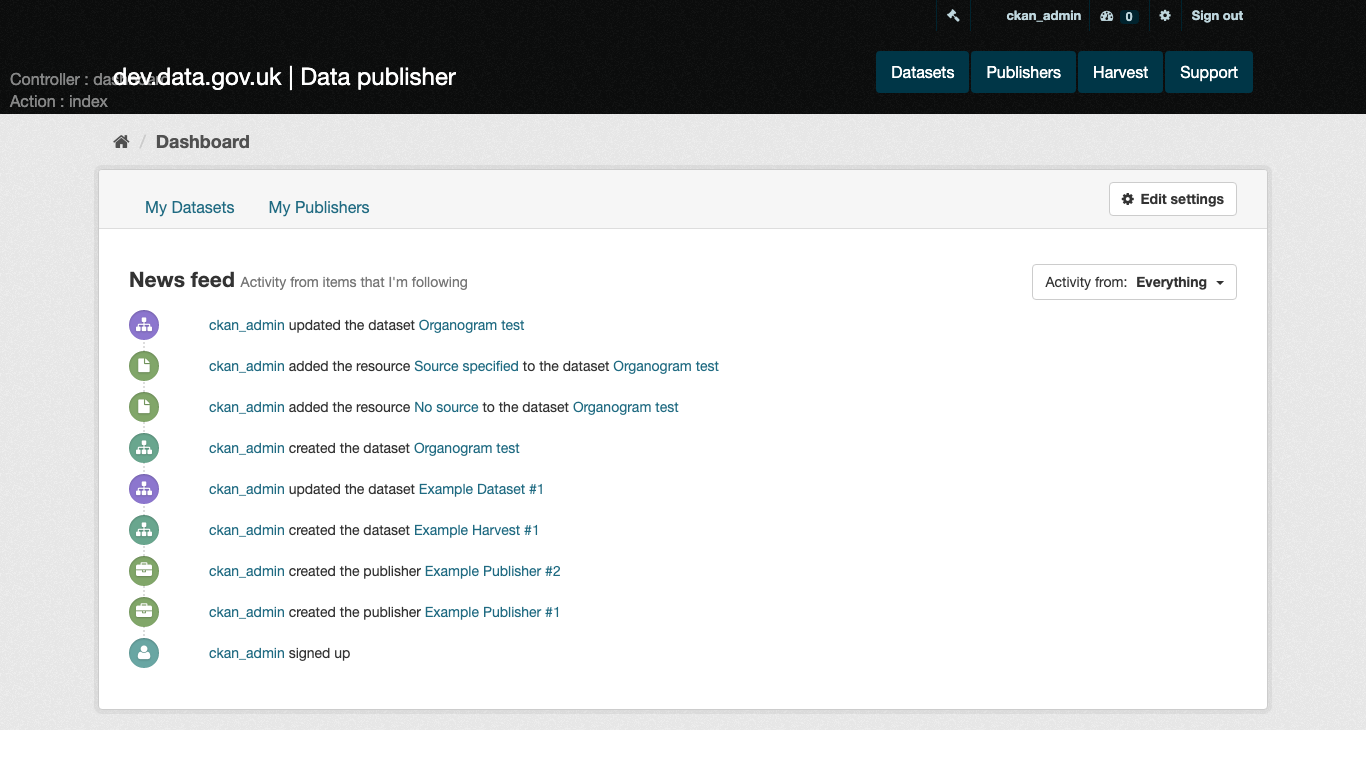 ckan_admin 0 Sign out
Controller : dashboard
dev.data.gov.uk | Data publisher
Datasets Publishers Harvest Support
Action : index
/ Dashboard
My Datasets My Publishers
Edit settings
News feed Activity from items that I'm following
Activity from: Everything
ckan_admin updated the dataset Organogram test
ckan_admin added the resource Source specified to the dataset Organogram test
ckan_admin added the resource No source to the dataset Organogram test
ckan_admin created the dataset Organogram test
ckan_admin updated the dataset Example Dataset #1
ckan_admin created the dataset Example Harvest #1
ckan_admin created the publisher Example Publisher #2
ckan_admin created the publisher Example Publisher #1
ckan_admin signed up